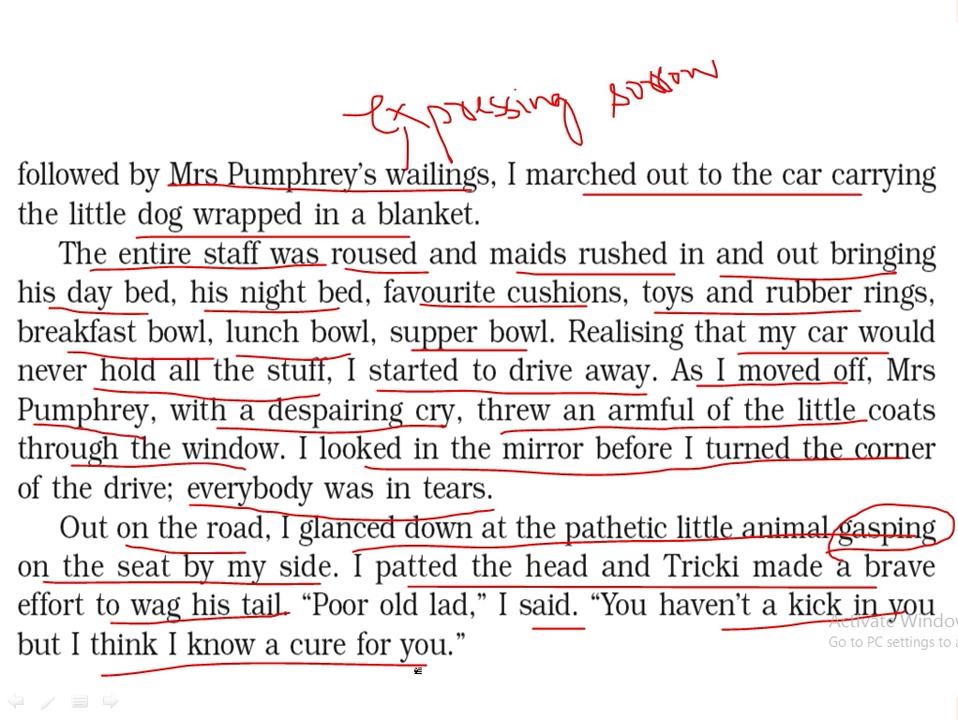 expressing sorrow
followed by Mrs Pumphrey’s wailings, I marched out to the car carrying
the little dog wrapped in a blanket.
The entire staff was roused and maids rushed in and out bringing
his day bed, his night bed, favourite cushions, toys and rubber rings,
breakfast bowl, lunch bowl, supper bowl. Realising that my car would
never hold all the stuff, I started to drive away. As I moved off, Mrs
Pumphrey, with a despairing cry, threw an armful of the little coats
through the window. I looked in the mirror before I turned the corner
of the drive; everybody was in tears.
Out on the road, I glanced down at the pathetic little animal gasping
on the seat by my side. I patted the head and Tricki made a brave
effort to wag his tail. “Poor old lad,” I said. “You haven’t a kick in you
but I think I know a cure for you.”
Activate Window
Go to PC settings to a